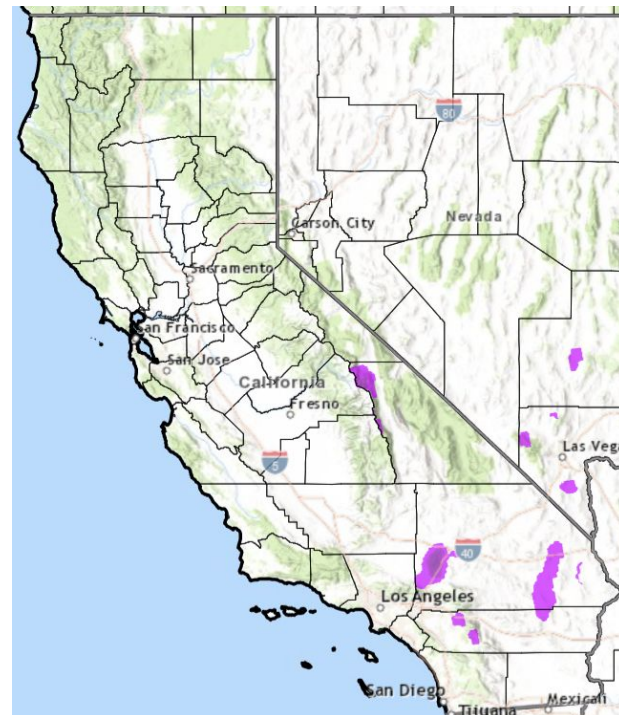 80
Carson City
Nevada
Sacramento
San Francisco
San Jose
California
Fresno
Las Vega
5
40
Los Angeles
San Diego
Tijuana
Mexicali